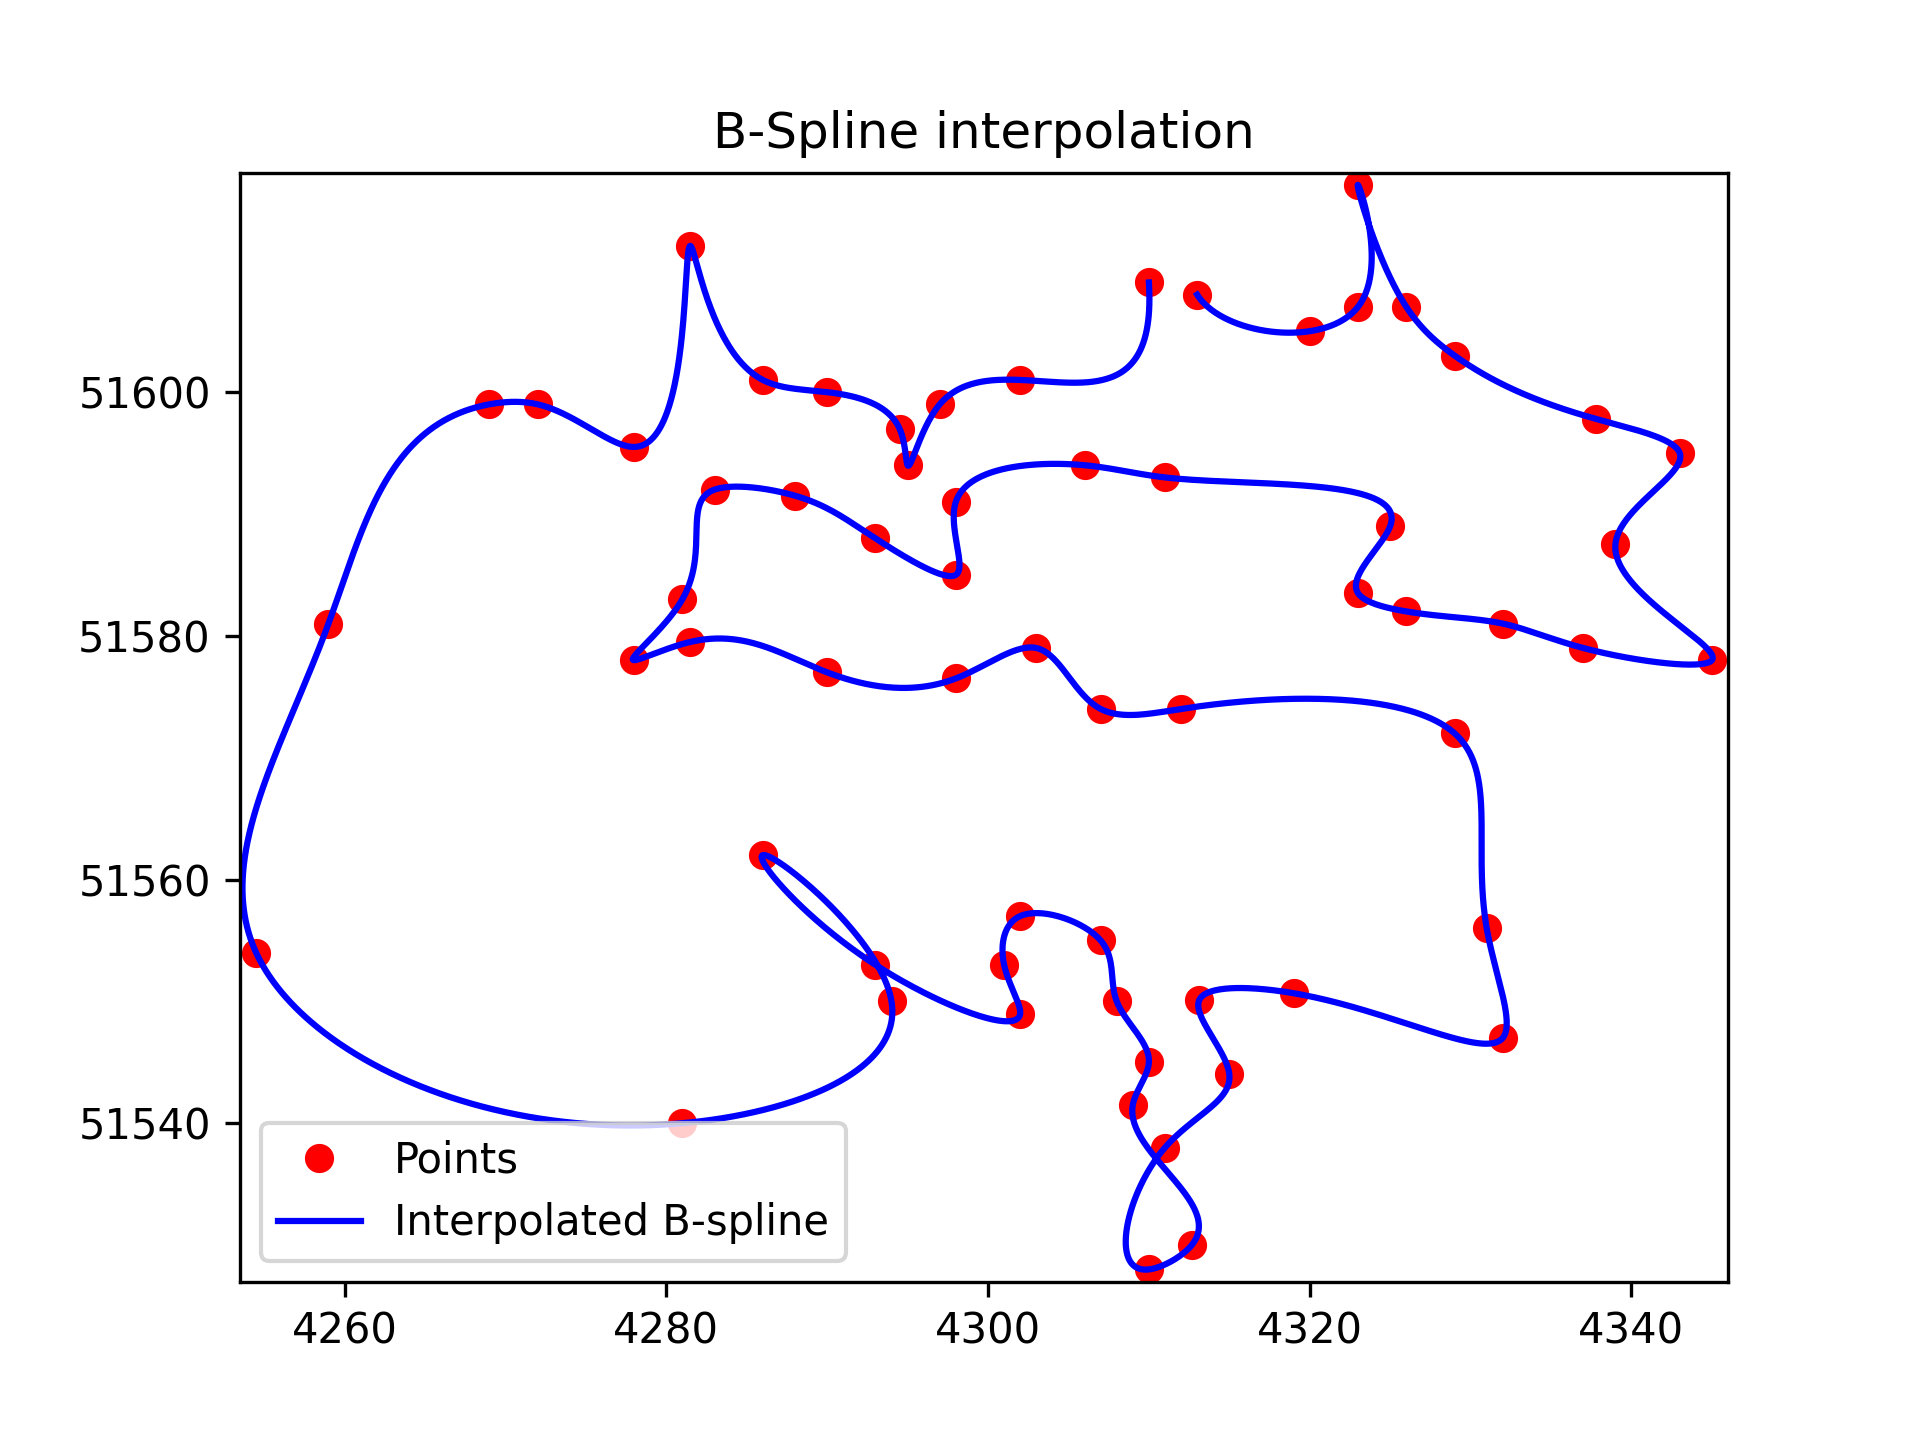 B-Spline interpolation
51600
51580
51560
51540
Points
Interpolated B-spline
4260 4280 4300 4320 4340